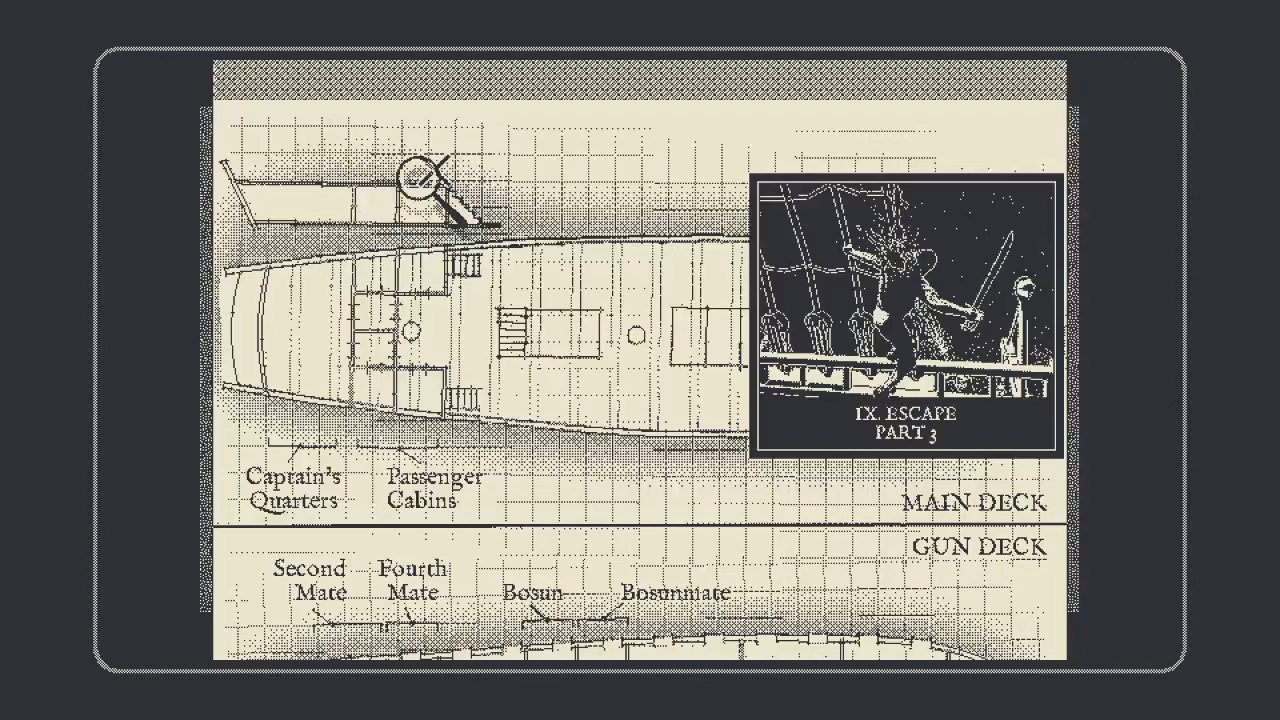 IX. ESCAPE
PART 3
Captain's
Quarters
Passenger
Cabins
MAIN DECK
GUN DECK
Second
Mate
Fourth
Mate
Bosun
Bosunmate